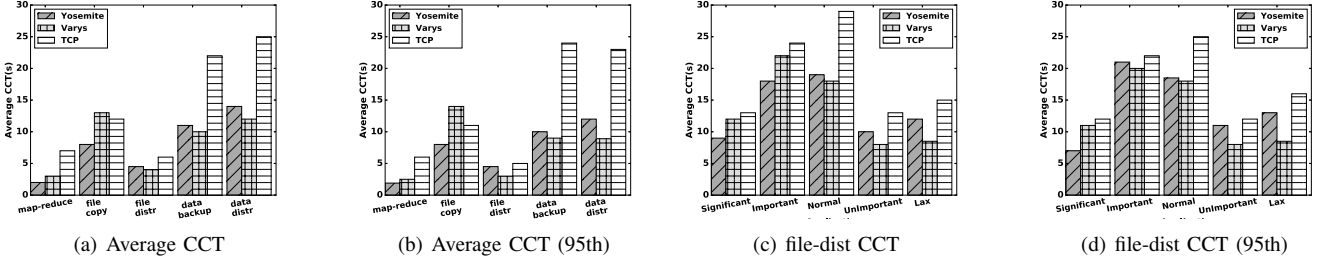 30
25
20
15
10
5
0
Average CCT(s)
Yosemite
Varys
TCP
map-reduce
file
copy
file
distr
data
backup
data
distr
(a) Average CCT
30
25
20
15
10
5
0
Average CCT(s)
Yosemite
Varys
TCP
map-reduce
file
copy
file
distr
data
backup
data
distr
(b) Average CCT (95th)
30
25
20
15
10
5
0
Average CCT(s)
Yosemite
Varys
TCP
Significant
Important
Normal
UnImportant
Lax
(c) file-dist CCT
30
25
20
15
10
5
0
Average CCT(s)
Yosemite
Varys
TCP
Significant
Important
Normal
UnImportant
Lax
(d) file-dist CCT (95th)